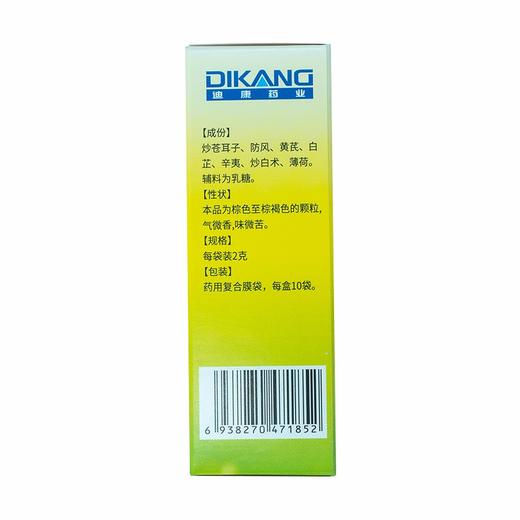 DIKANG
迪康药业
【成份】
炒苍耳子、防风、黄芪、白
芷、辛夷、炒白术、薄荷。
辅料为乳糖。
【性状】
本品为棕色至棕褐色的颗粒,
气微香,味微苦。
【规格】
每袋装2克
【包装】
药用复合膜袋，每盒10袋。
6 938270 471852